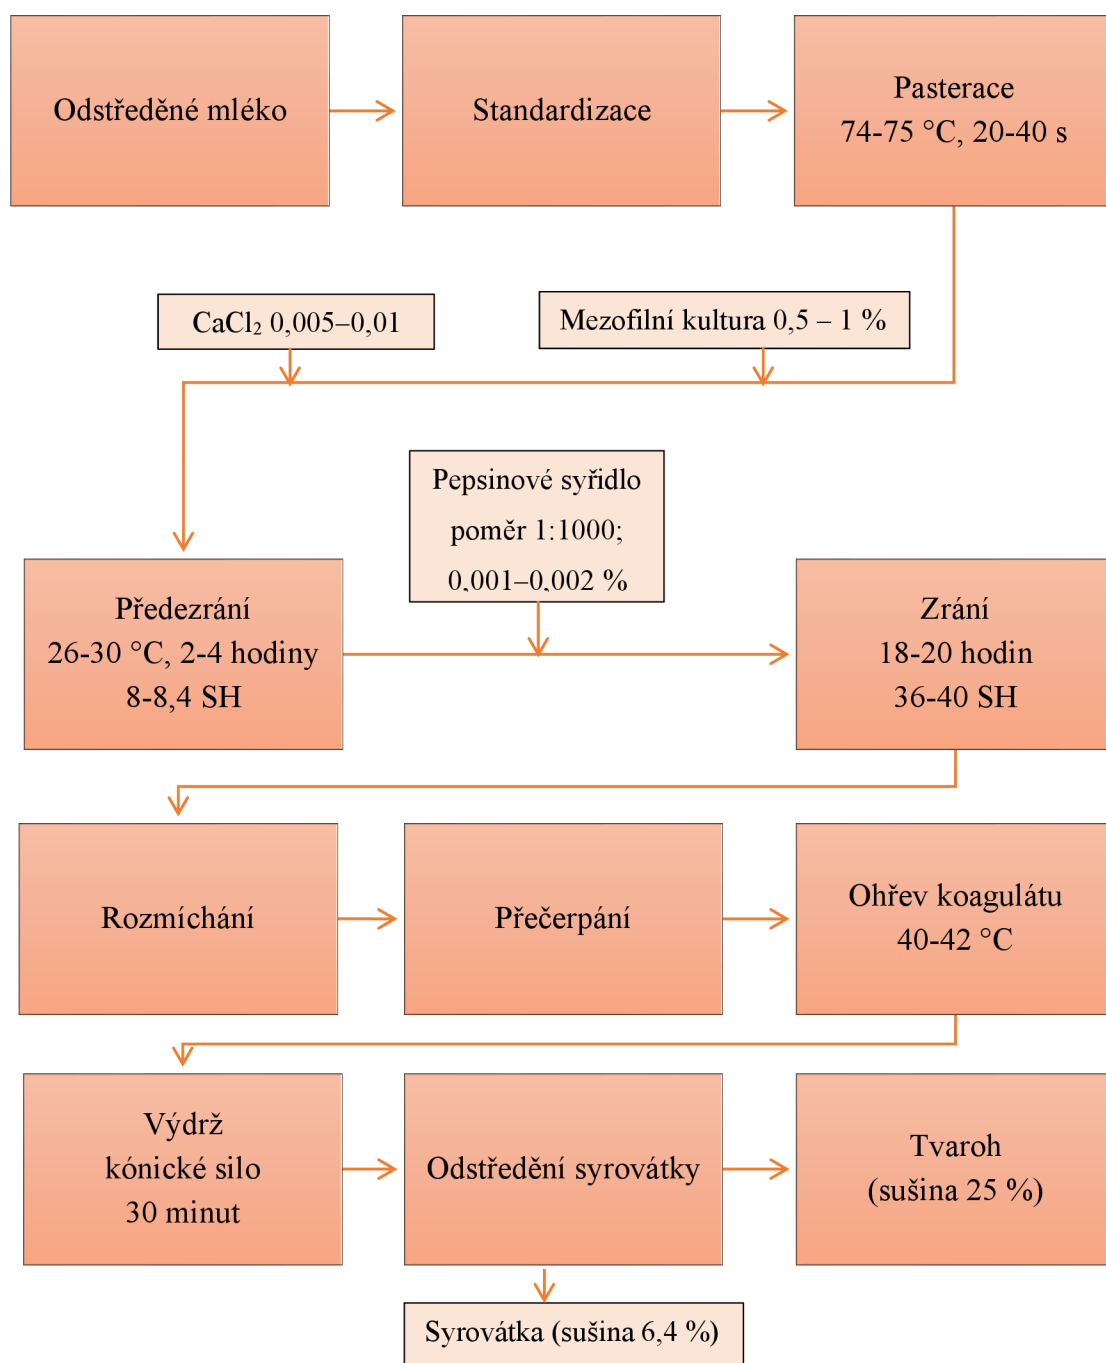 Odstředěné mléko
Standardizace
Pasterace
74-75 °C, 20-40 s
CaCl₂ 0,005–0,01
Mezofilní kultura 0,5 – 1 %
Pepsinové syřidlo
poměr 1:1000;
0,001–0,002 %
Předezrání
26-30 °C, 2-4 hodiny
8-8,4 SH
Zrání
18-20 hodin
36-40 SH
Rozmíchání
Přečerpání
Ohřev koagulátu
40-42 °C
Výdrž
kónické silo
30 minut
Odstředění syrovátky
Tvaroh
(sušina 25 %)
Syrovátka (sušina 6,4 %)